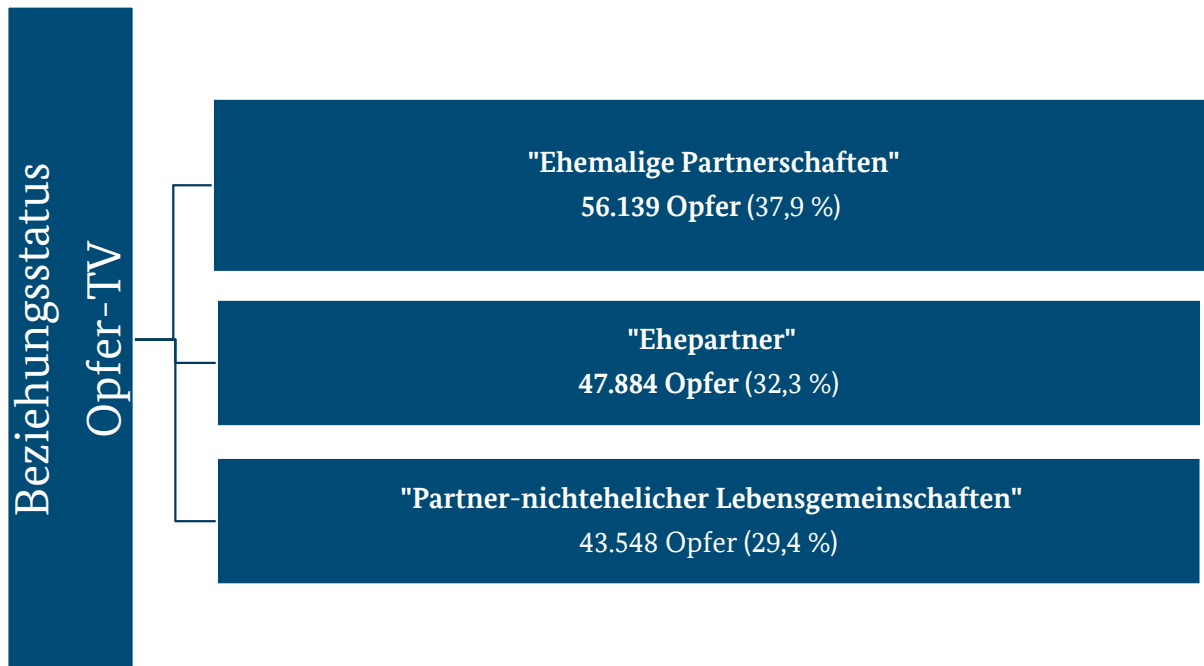 Beziehungsstatus
Opfer-TV
"Ehemalige Partnerschaften"
56.139 Opfer (37,9 %)
"Ehepartner"
47.884 Opfer (32,3 %)
"Partner-nichtehelicher Lebensgemeinschaften"
43.548 Opfer (29,4 %)